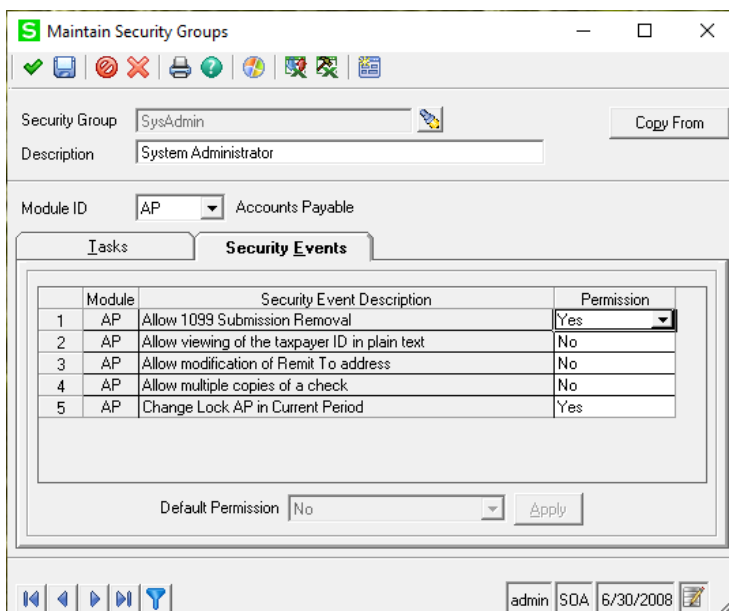 S Maintain Security Groups
Security Group SysAdmin Copy From
Description System Administrator
Module ID AP Accounts Payable
Tasks Security Events
Module Security Event Description Permission
1 AP Allow 1099 Submission Removal Yes
2 AP Allow viewing of the taxpayer ID in plain text No
3 AP Allow modification of Remit To address No
4 AP Allow multiple copies of a check No
5 AP Change Lock AP in Current Period Yes
Default Permission No Apply
admin SOA 6/30/2008